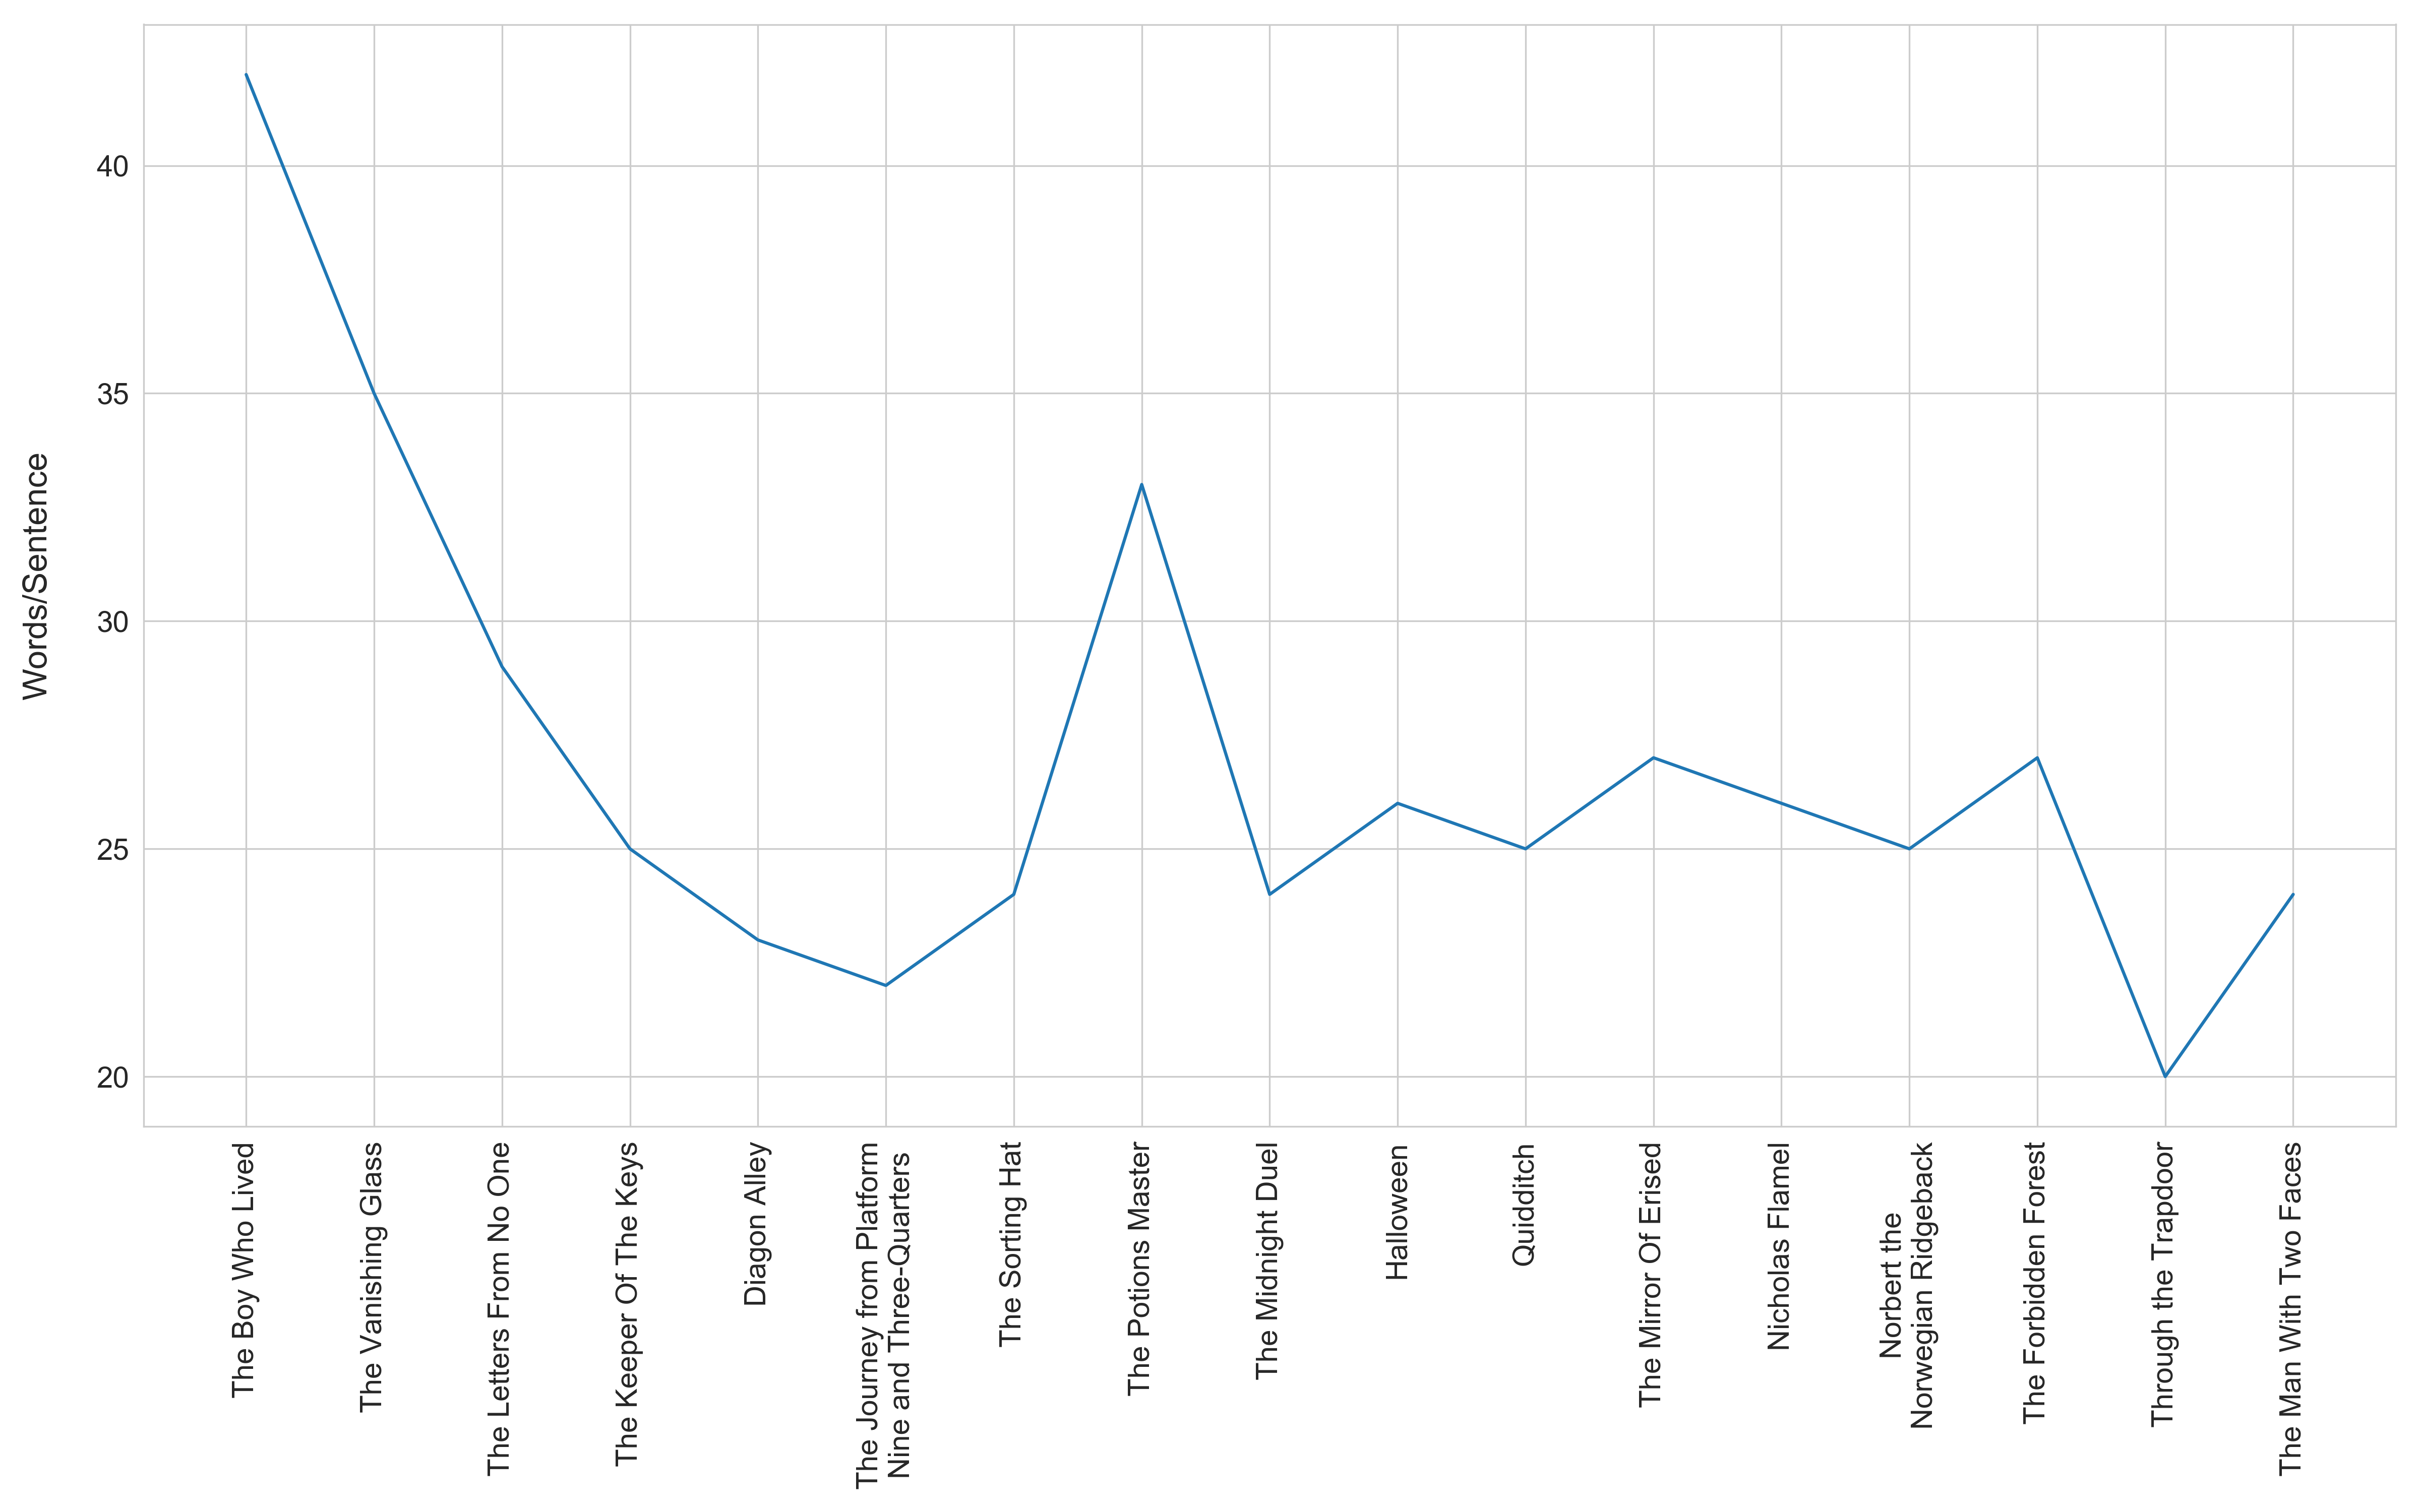 Words/Sentence
40
35
30
25
20
The Boy Who Lived
The Vanishing Glass
The Letters From No One
The Keeper Of The Keys
Diagon Alley
The Journey from Platform
Nine and Three-Quarters
The Sorting Hat
The Potions Master
The Midnight Duel
Halloween
Quidditch
The Mirror Of Erised
Nicholas Flamel
Norbert the
Norwegian Ridgeback
The Forbidden Forest
Through the Trapdoor
The Man With Two Faces